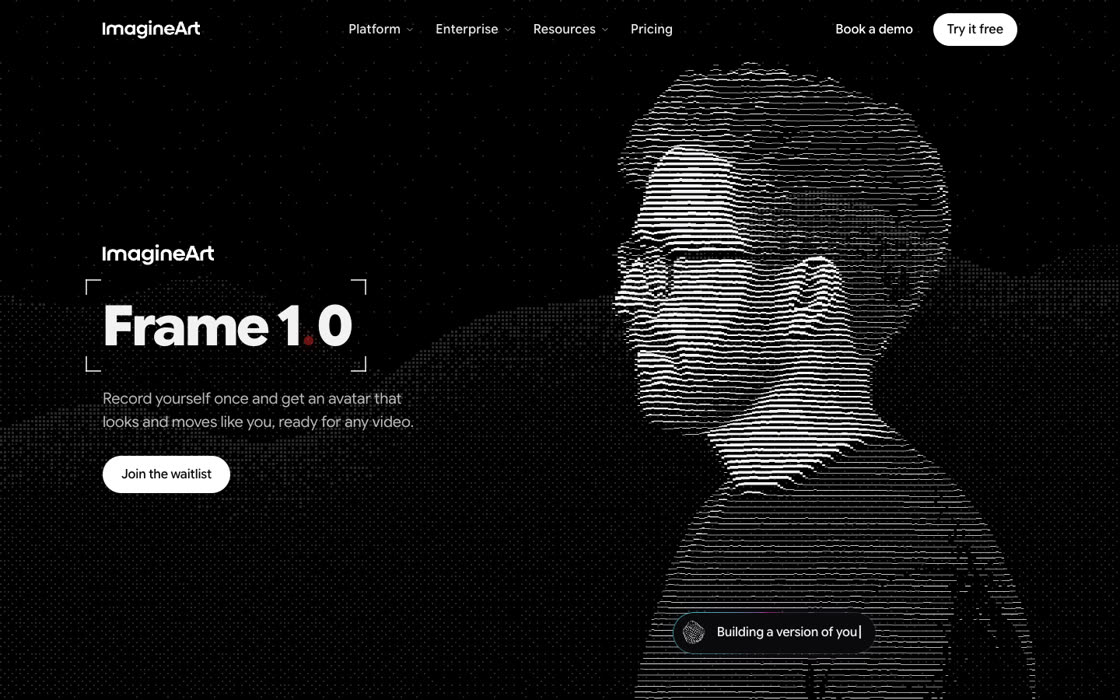 ImagineArt
Platform
Enterprise
Resources
Pricing
Book a demo
Try it free
ImagineArt
Frame 1.0
Record yourself once and get an avatar that
looks and moves like you, ready for any video.
Join the waitlist
Building a version of you